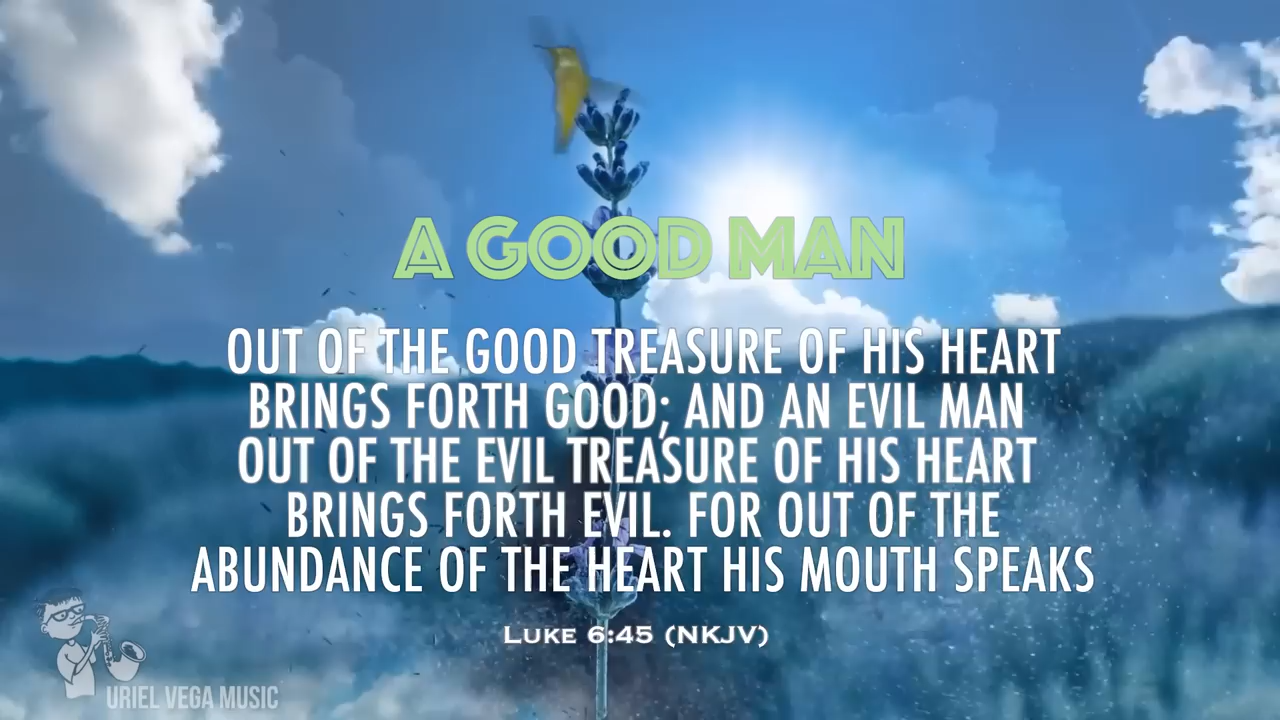 A GOOD MAN
OUT OF THE GOOD TREASURE OF HIS HEART
BRINGS FORTH GOOD; AND AN EVIL MAN
OUT OF THE EVIL TREASURE OF HIS HEART
BRINGS FORTH EVIL. FOR OUT OF THE
ABUNDANCE OF THE HEART HIS MOUTH SPEAKS
LUKE 6:45 (NKJV)
URIEL VEGA MUSIC